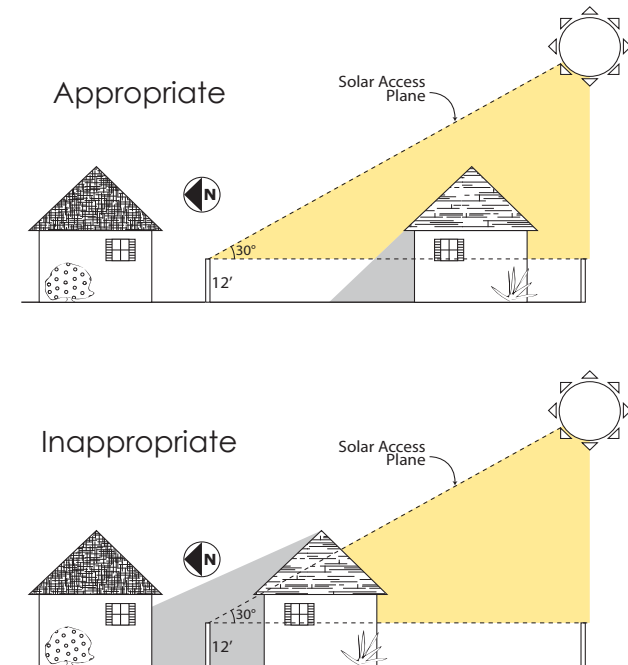 Appropriate
Solar Access
Plane
N
30°
12’
Inappropriate
Solar Access
Plane
N
30°
12’